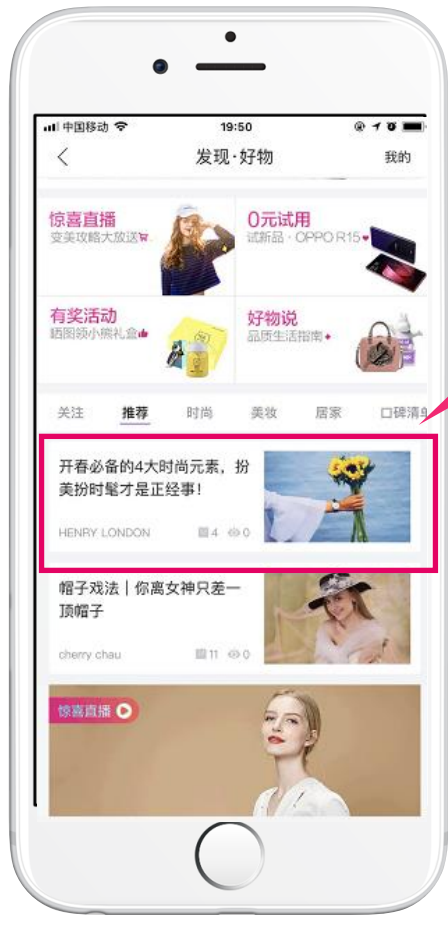 中国移动
19:50
发现·好物
我的
惊喜直播
变美攻略大放送
0元试用
试新品·OPPO R15
有奖活动
晒图领小熊礼盒
好物说
品质生活指南
关注 推荐 时尚 美妆 居家 口碑清单
开春必备的4大时尚元素，扮
美扮时髦才是正经事！
HENRY LONDON 4 0
帽子戏法｜你离女神只差一
顶帽子
cherry chau 11 0
惊喜直播